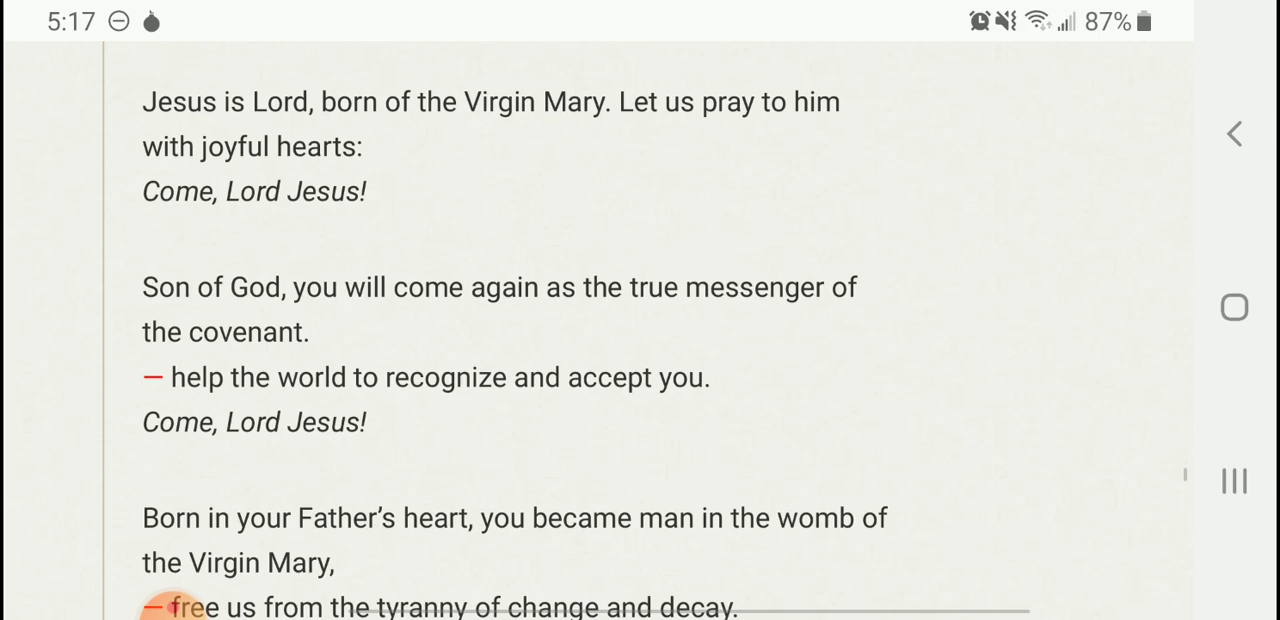 5:17 87%
Jesus is Lord, born of the Virgin Mary. Let us pray to him
with joyful hearts:
Come, Lord Jesus!
Son of God, you will come again as the true messenger of
the covenant.
— help the world to recognize and accept you.
Come, Lord Jesus!
Born in your Father’s heart, you became man in the womb of
the Virgin Mary,
— free us from the tyranny of change and decay.